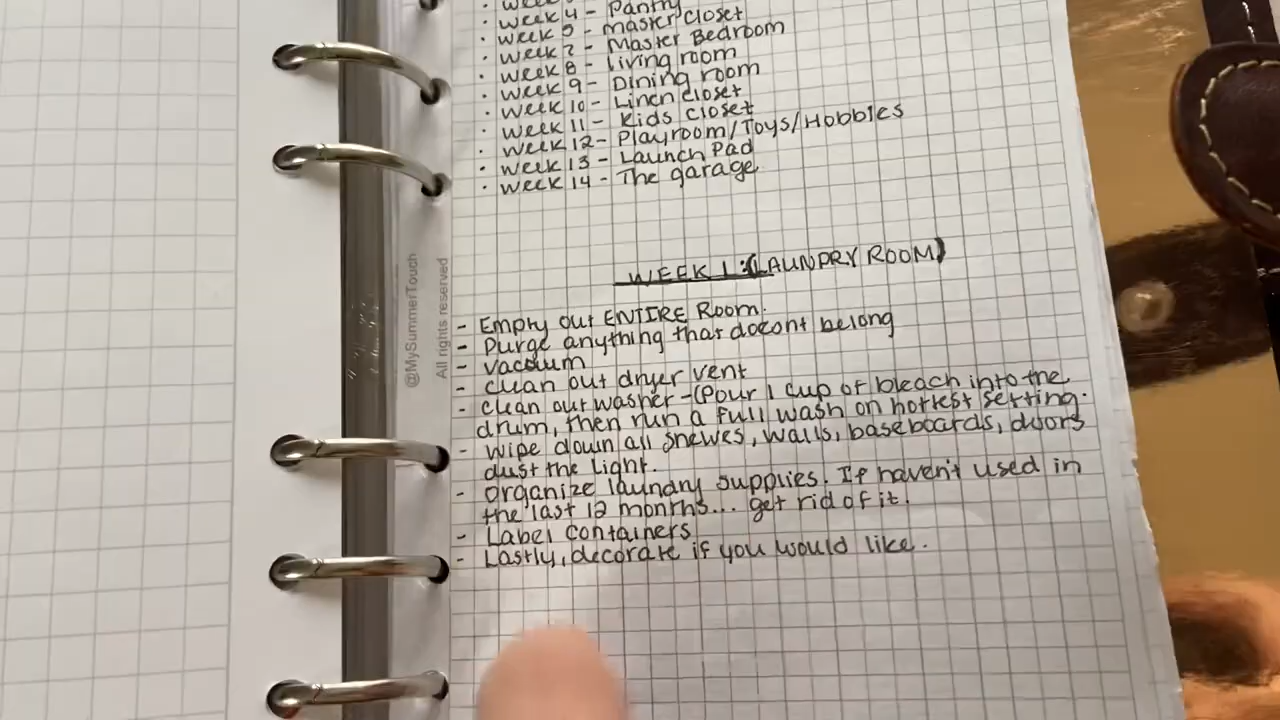 · Week
· Week 4 - Pantry
· Week 5 - Master closet
· Week 7 - Master Bedroom
· Week 8 - Living room
· Week 9 - Dining room
· Week 10 - Linen closet
· Week 11 - Kids closet
· Week 12 - Playroom/Toys/Hobbies
· Week 13 - Launch Pad
· Week 14 - The garage
WEEK 1: (LAUNDRY ROOM)
- Empty out ENTIRE Room.
- Purge anything that doesnt belong
- vacuum
- clean out dryer vent
- clean out washer - (Pour 1 cup of bleach into the
drum, then run a full wash on hottest setting.
- wipe down all shelves, walls, baseboards, doors
dust the light.
- organize laundry supplies. If haven't used in
the last 12 months... get rid of it.
- Label containers
- Lastly, decorate if you would like.
@MySummerTouch
All rights reserved